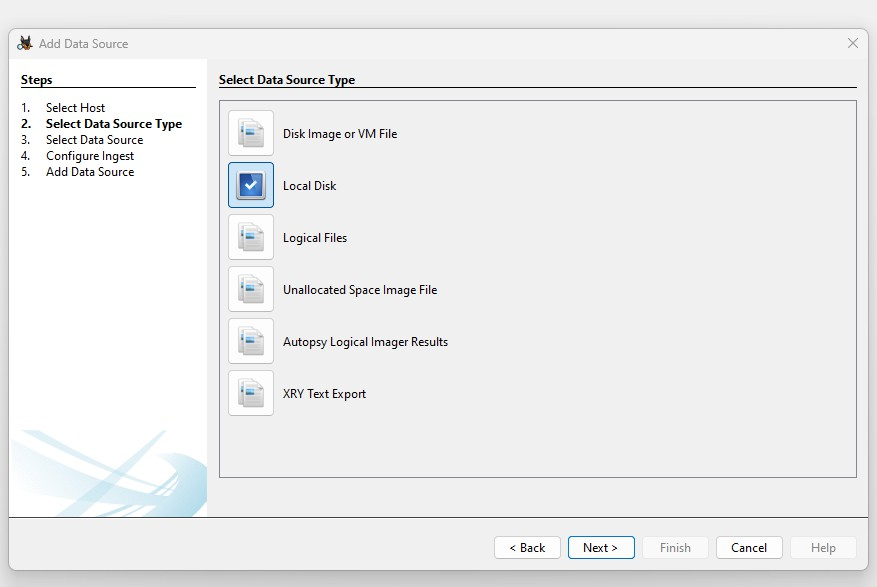 Add Data Source
Steps
1. Select Host
2. Select Data Source Type
3. Select Data Source
4. Configure Ingest
5. Add Data Source
Select Data Source Type
Disk Image or VM File
Local Disk
Logical Files
Unallocated Space Image File
Autopsy Logical Imager Results
XRY Text Export
< Back
Next >
Finish
Cancel
Help